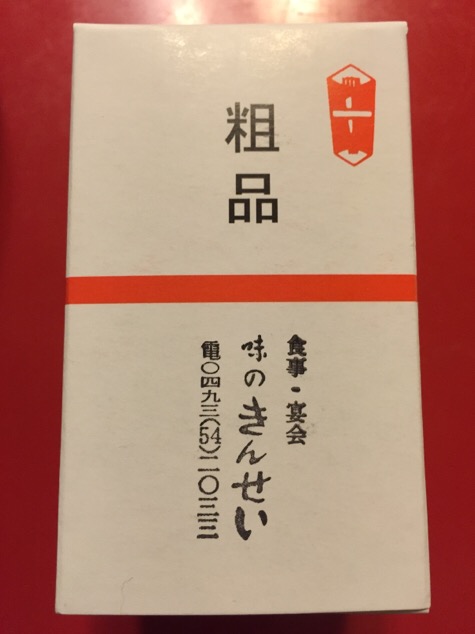 粗品
食事・宴会
味のきんせい
電〇四九三(54)二〇三三